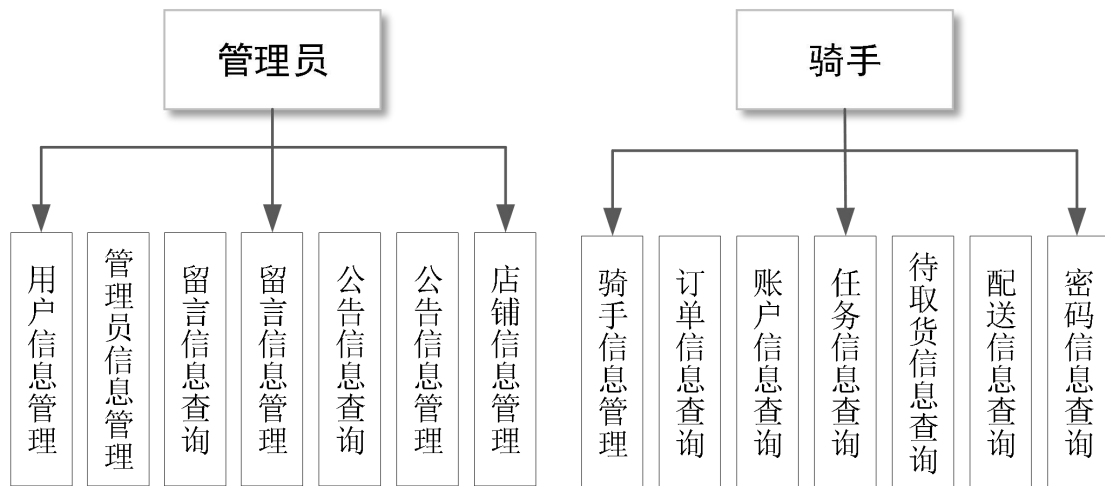 管理员
骑手
用户信息管理
管理员信息管理
留言信息查询
留言信息管理
公告信息查询
公告信息管理
店铺信息管理
骑手信息管理
订单信息查询
账户信息查询
任务信息查询
待取货信息查询
配送信息查询
密码信息查询